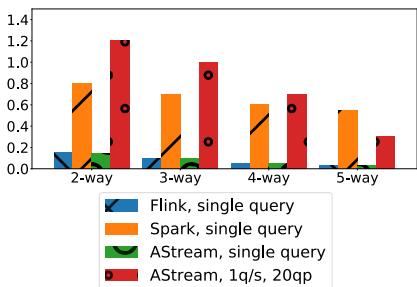 1.4
1.2
1.0
0.8
0.6
0.4
0.2
0.0
2-way 3-way 4-way 5-way
Flink, single query
Spark, single query
AStream, single query
AStream, 1q/s, 20qp